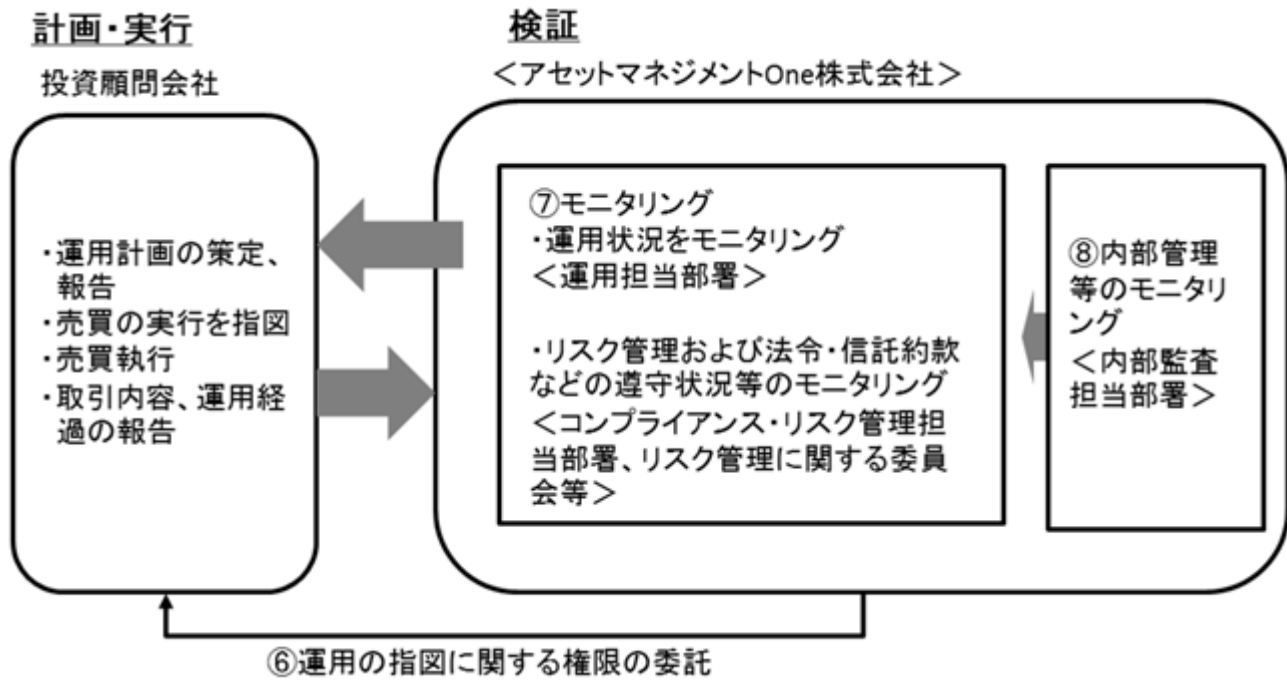 計画・実行
投資顧問会社
・運用計画の策定、
報告
・売買の実行を指図
・売買執行
・取引内容、運用経
過の報告
検証
＜アセットマネジメントOne株式会社＞
⑦モニタリング
・運用状況をモニタリング
＜運用担当部署＞
・リスク管理および法令・信託約款
などの遵守状況等のモニタリング
＜コンプライアンス・リスク管理担
当部署、リスク管理に関する委員
会等＞
⑧内部管理
等のモニタリ
ング
＜内部監査
担当部署＞
⑥運用の指図に関する権限の委託